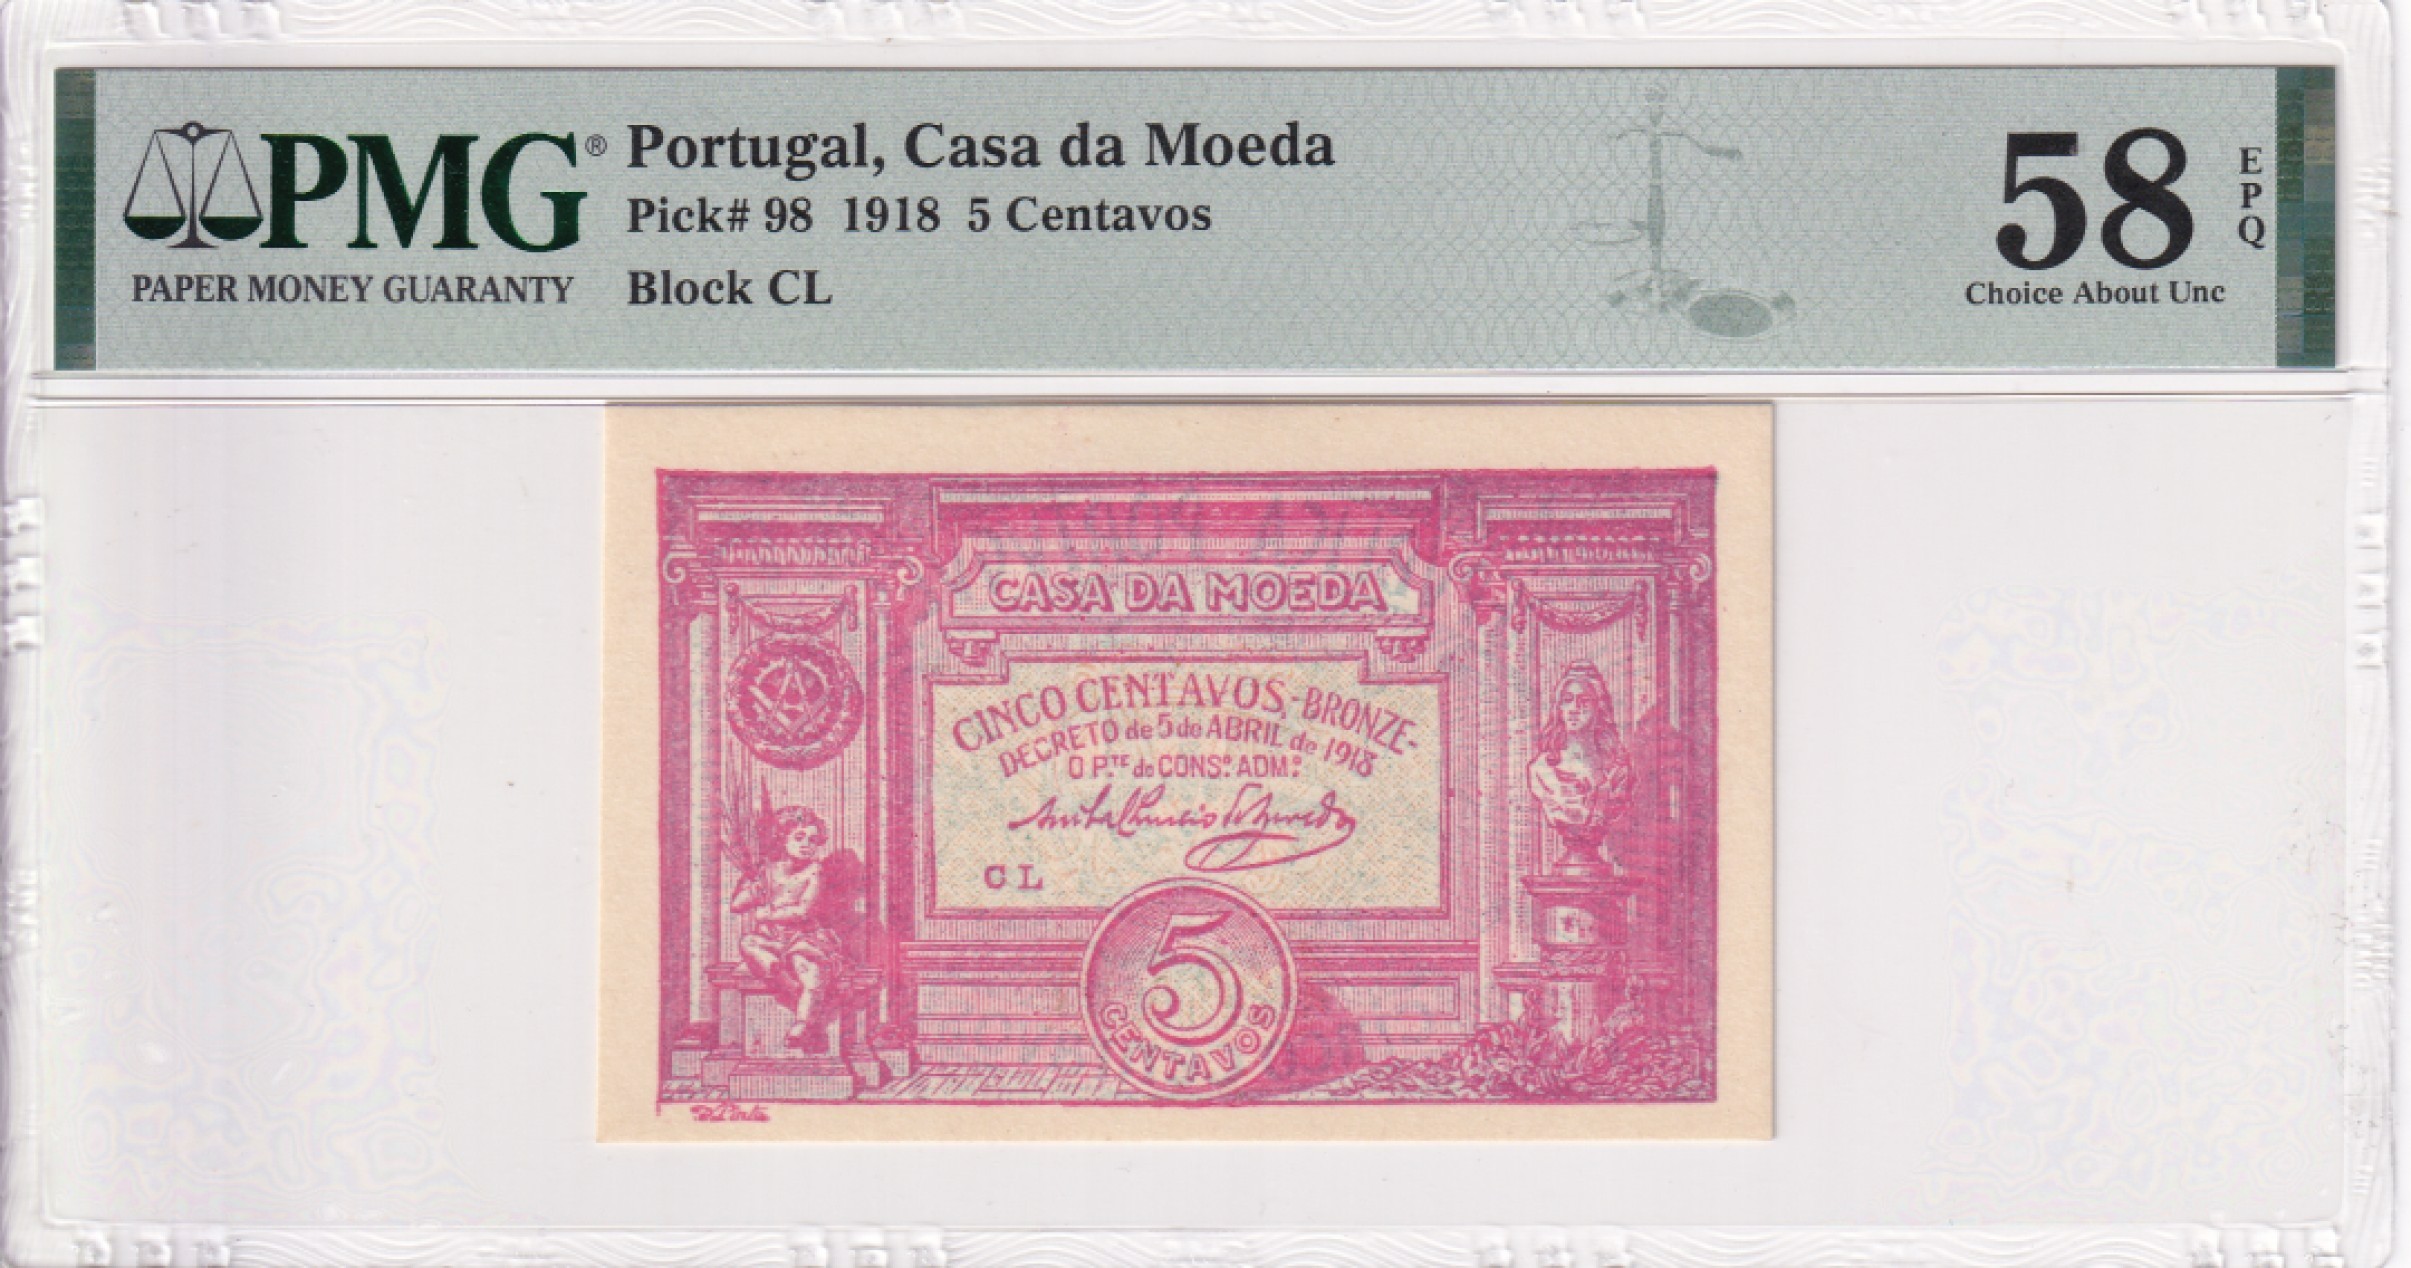 PMG®
PAPER MONEY GUARANTY
Portugal, Casa da Moeda
Pick# 98 1918 5 Centavos
Block CL
58
EPQ
Choice About Unc
CASA DA MOEDA
CINCO CENTAVOS,-BRONZE-
DECRETO de 5 de ABRIL de 1918
O P.TE do CONS.º ADM.º
CL
5
CENTAVOS